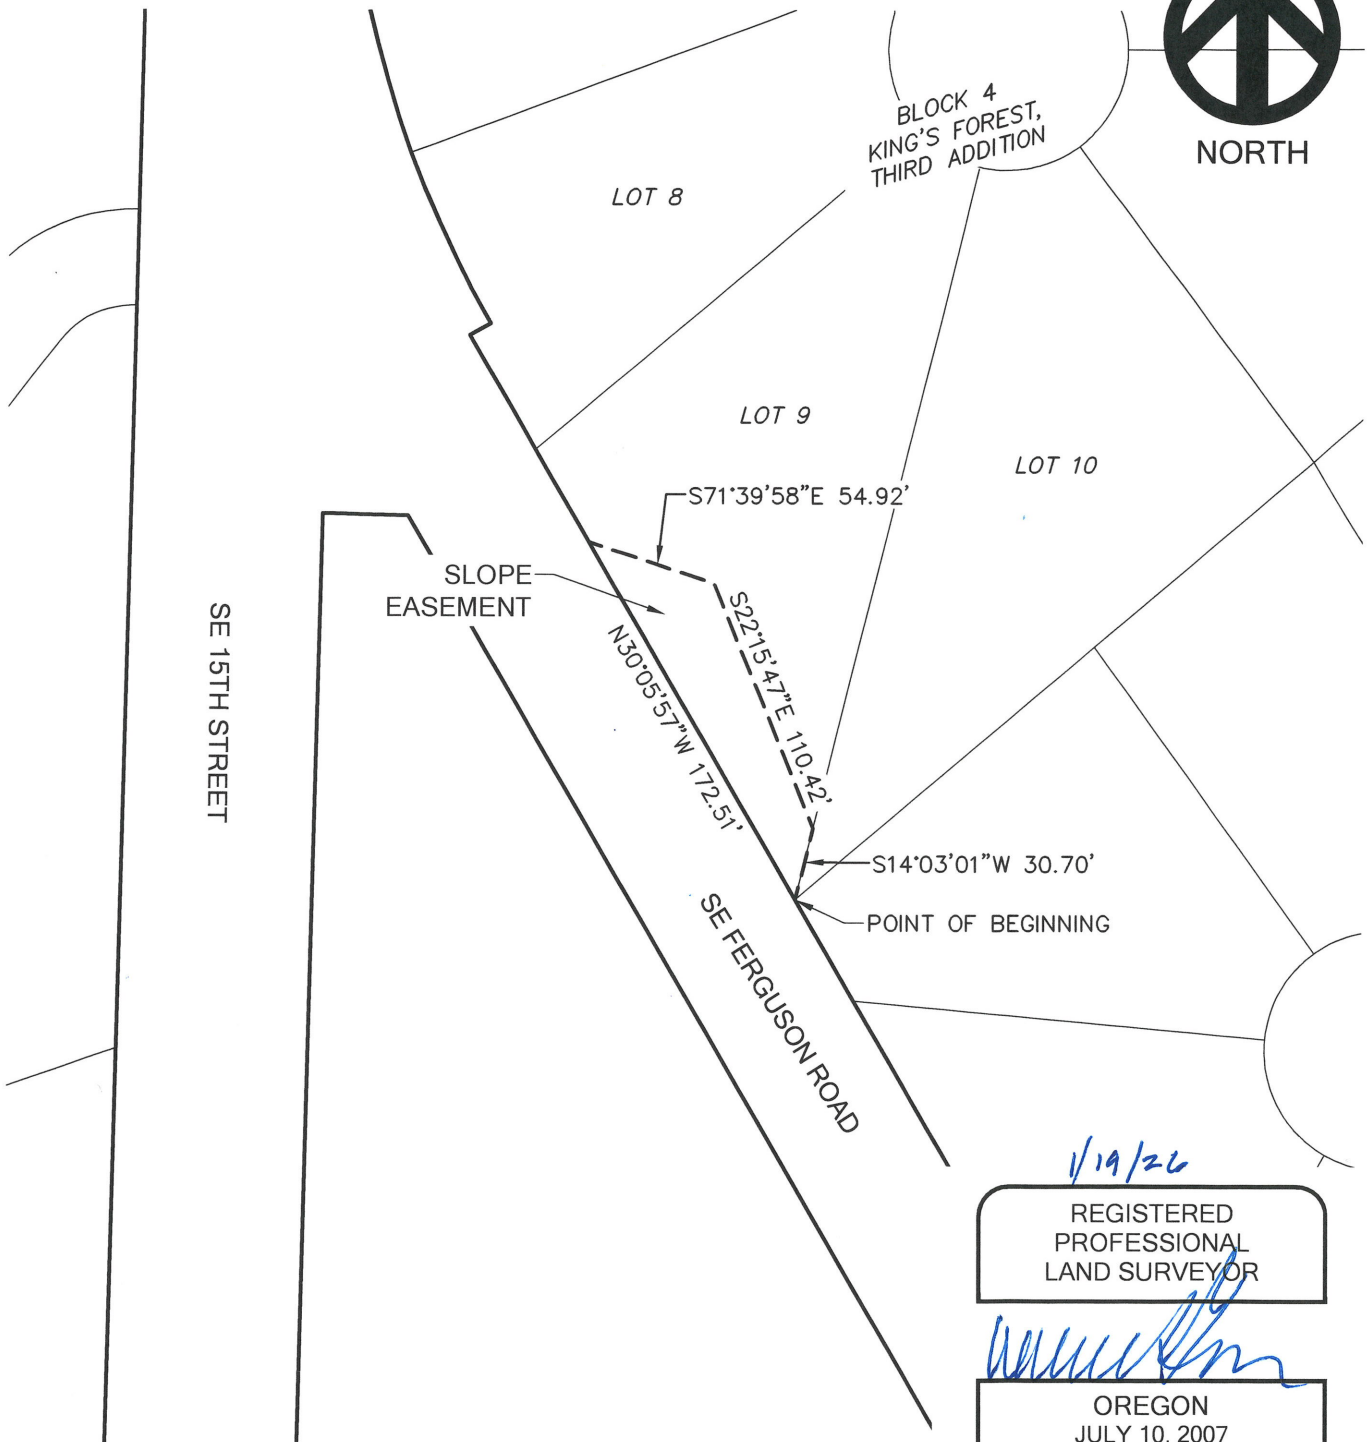 BLOCK 4
KING'S FOREST,
THIRD ADDITION
NORTH
LOT 8
LOT 9
LOT 10
S71°39'58"E 54.92'
SLOPE
EASEMENT
S22°15'47"E 110.42'
N30°05'57"W 172.51'
SE 15TH STREET
S14°03'01"W 30.70'
POINT OF BEGINNING
SE FERGUSON ROAD
1/19/26
REGISTERED
PROFESSIONAL
LAND SURVEYOR
OREGON
JULY 10, 2007